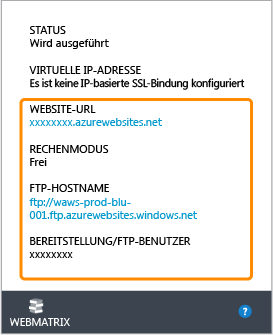 STATUS
Wird ausgeführt
VIRTUELLE IP-ADRESSE
Es ist keine IP-basierte SSL-Bindung konfiguriert
WEBSITE-URL
xxxxxxxx.azurewebsites.net
RECHENMODUS
Frei
FTP-HOSTNAME
ftp://waws-prod-blu-
001.ftp.azurewebsites.windows.net
BEREITSTELLUNG/FTP-BENUTZER
xxxxxxxx
WEBMATRIX
?